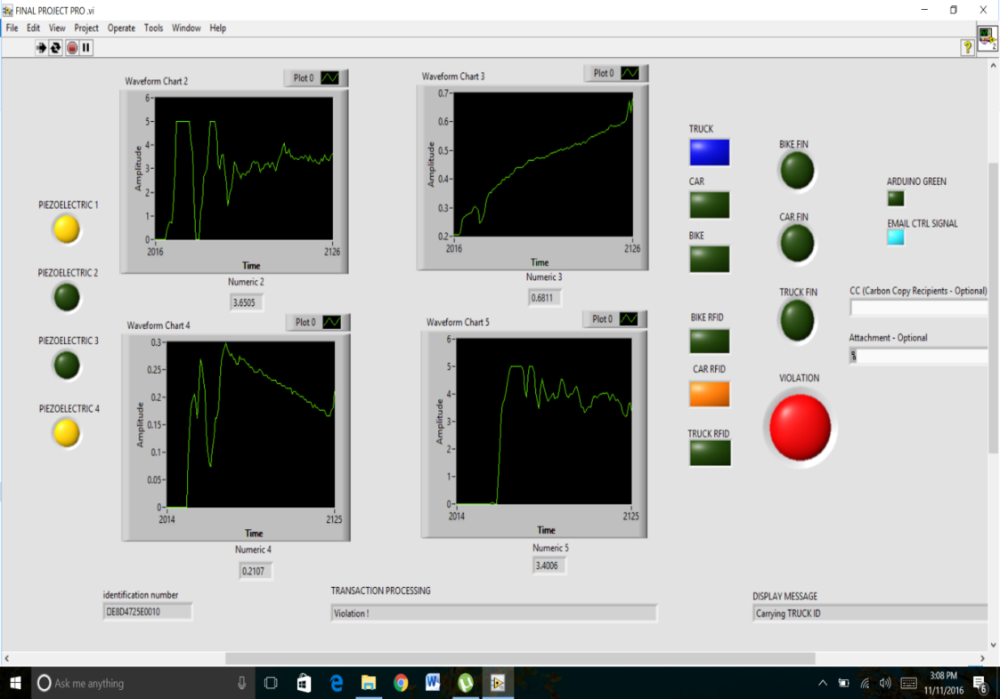 FINAL PROJECT PRO .vi
File Edit View Project Operate Tools Window Help
2
Waveform Chart 2
Plot 0
6
5
4
3
2
1
0
Amplitude
2016
2126
Time
Numeric 2
3.6505
Waveform Chart 3
Plot 0
0.7
0.6
0.5
0.4
0.3
0.2
Amplitude
2016
2126
Time
Numeric 3
0.6811
PIEZOELECTRIC 1
PIEZOELECTRIC 2
PIEZOELECTRIC 3
PIEZOELECTRIC 4
Waveform Chart 4
Plot 0
0.3
0.25
0.2
0.15
0.1
0.05
0
Amplitude
2014
2125
Time
Numeric 4
0.2107
Waveform Chart 5
Plot 0
6
5
4
3
2
1
0
Amplitude
2014
2125
Time
Numeric 5
3.4006
TRUCK
CAR
BIKE
BIKE RFID
CAR RFID
TRUCK RFID
BIKE FIN
CAR FIN
TRUCK FIN
VIOLATION
ARDUINO GREEN
EMAIL CTRL SIGNAL
CC (Carbon Copy Recipients - Optional)
Attachment - Optional
identification number
□E8D4725E0010
TRANSACTION PROCESSING
Violation !
DISPLAY MESSAGE
Carrying TRUCK ID
Ask me anything
3:08 PM
11/11/2016
6